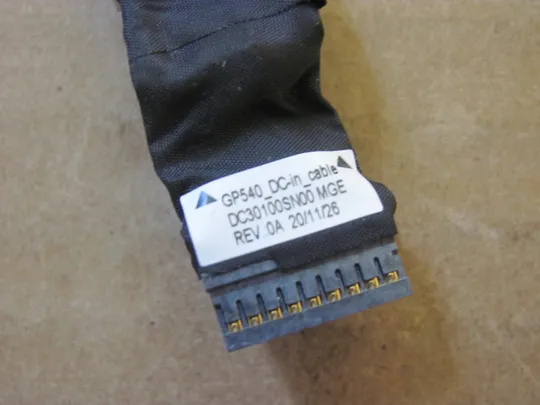 GP540_DC-in_cable
DC30100SN00 MGE
REV 0A 20/11/26